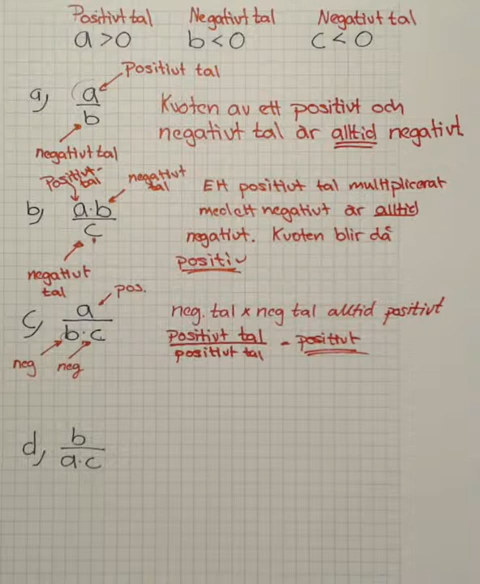 Positivt tal Negativt tal Negativt tal
a > 0 b < 0 c < 0
Positivt tal
a) a
b
negativt tal
Kvoten av ett positivt och
negativt tal är alltid negativt
Positivt tal
negativt tal
b) a·b
c
negativt tal
Ett positivt tal multiplicerat
med ett negativt är alltid
negativt. Kvoten blir då
positiv
pos.
c) a
b·c
neg neg
neg. tal x neg tal alltid positivt
Positivt tal = positivt
positivt tal
d) b
a·c